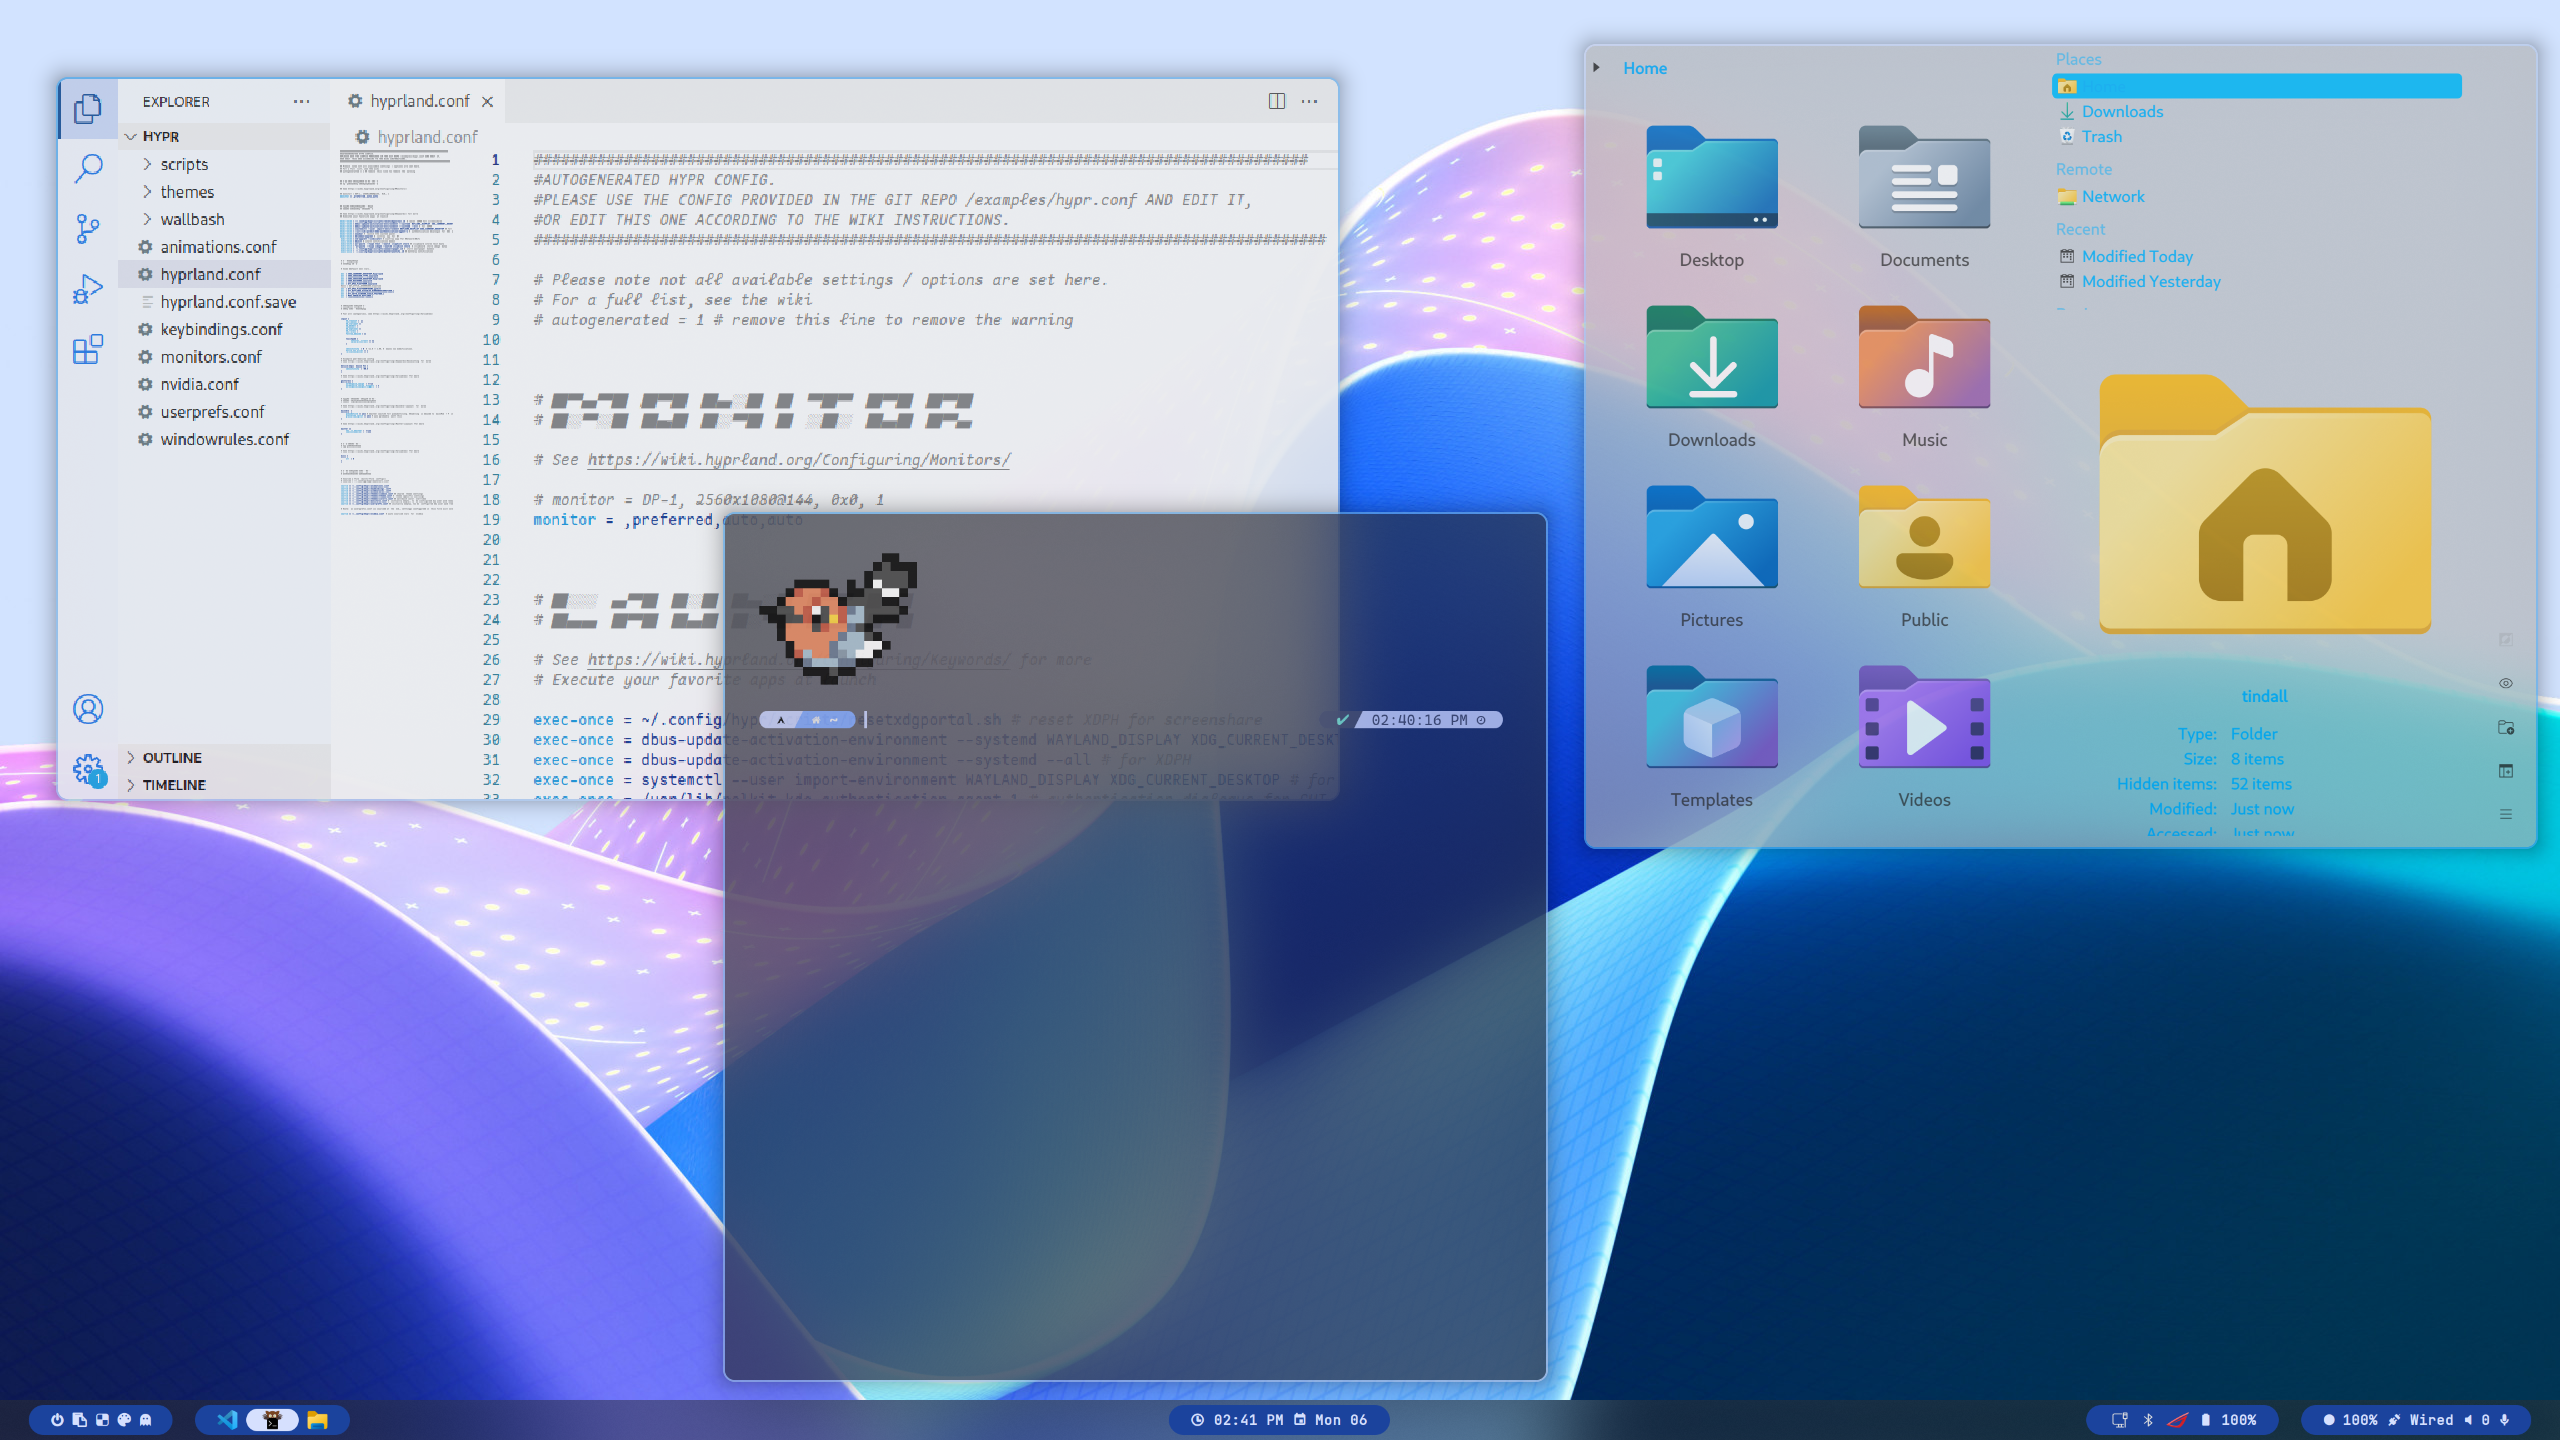 EXPLORER
HYPR
scripts
themes
wallbash
animations.conf
hyprland.conf
hyprland.conf.save
keybindings.conf
monitors.conf
nvidia.conf
userprefs.conf
windowrules.conf
OUTLINE
TIMELINE
1
hyprland.conf
hyprland.conf
1 ################################################################################
2 #AUTOGENERATED HYPR CONFIG.
3 #PLEASE USE THE CONFIG PROVIDED IN THE GIT REPO /examples/hypr.conf AND EDIT IT,
4 #OR EDIT THIS ONE ACCORDING TO THE WIKI INSTRUCTIONS.
5 ##################################################################################
6
7 # Please note not all available settings / options are set here.
8 # For a full list, see the wiki
9 # autogenerated = 1 # remove this line to remove the warning
10
11
12
13 #
14 #
15
16 # See https://wiki.hyprland.org/Configuring/Monitors/
17
18 # monitor = DP-1, 2560x1080@144, 0x0, 1
19 monitor = ,preferred,auto,auto
20
21
22
23 #
24 #
25
26 # See https://wiki.hyprland. ring/Keywords/ for more
27 # Execute your favorite apps at launch
28
29 exec-once = ~/.config/hyp setxdgportal.sh # reset XDPH for screenshare
30 exec-once = dbus-update-activation-environment --systemd WAYLAND_DISPLAY XDG_CURRENT_DESKT
31 exec-once = dbus-update-activation-environment --systemd --all # for XDPH
32 exec-once = systemctl --user import-environment WAYLAND_DISPLAY XDG_CURRENT_DESKTOP # for
~
02:40:16 PM
Home
Desktop
Documents
Downloads
Music
Pictures
Public
Templates
Videos
Places
Downloads
Trash
Remote
Network
Recent
Modified Today
Modified Yesterday
tindall
Type: Folder
Size: 8 items
Hidden items: 52 items
Modified: Just now
Accessed: Just now
02:41 PM Mon 06
100%
100% Wired 0